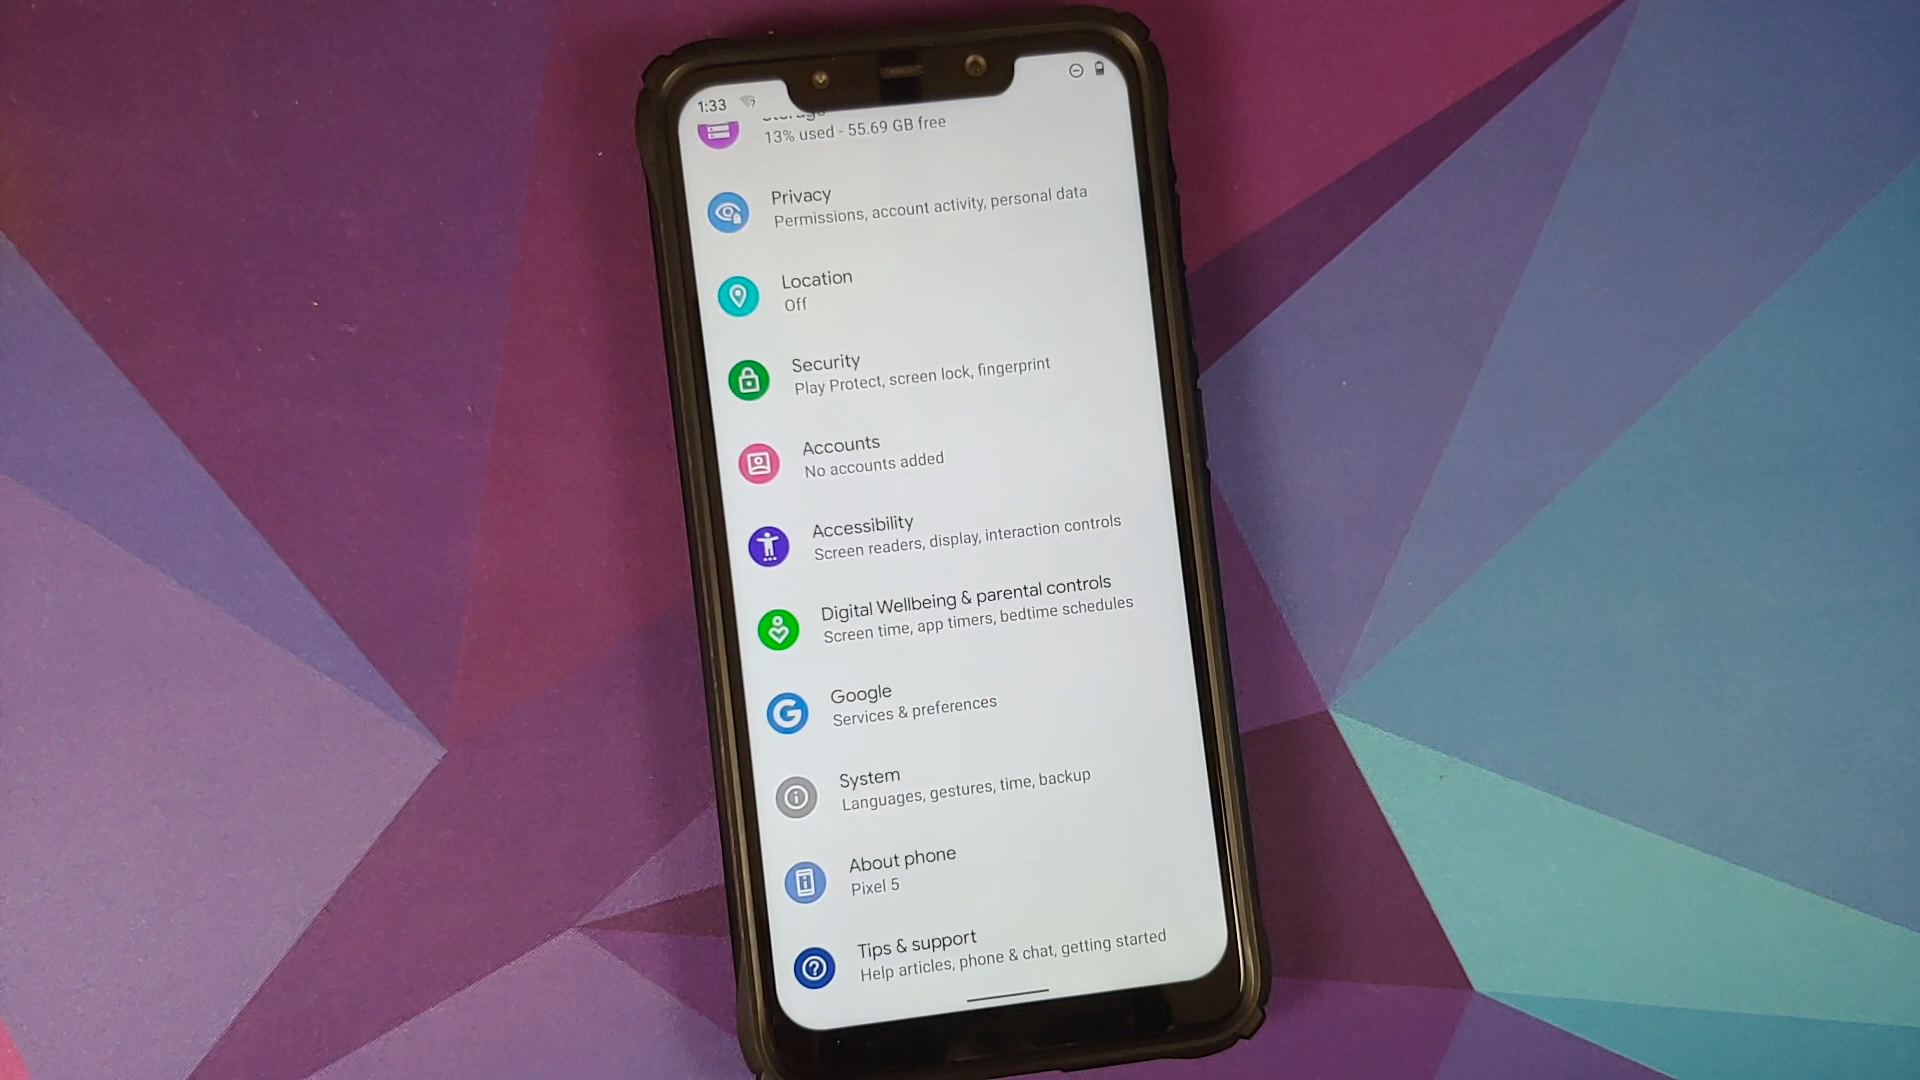 1:33
Storage
13% used - 55.69 GB free
Privacy
Permissions, account activity, personal data
Location
Off
Security
Play Protect, screen lock, fingerprint
Accounts
No accounts added
Accessibility
Screen readers, display, interaction controls
Digital Wellbeing & parental controls
Screen time, app timers, bedtime schedules
Google
Services & preferences
System
Languages, gestures, time, backup
About phone
Pixel 5
Tips & support
Help articles, phone & chat, getting started